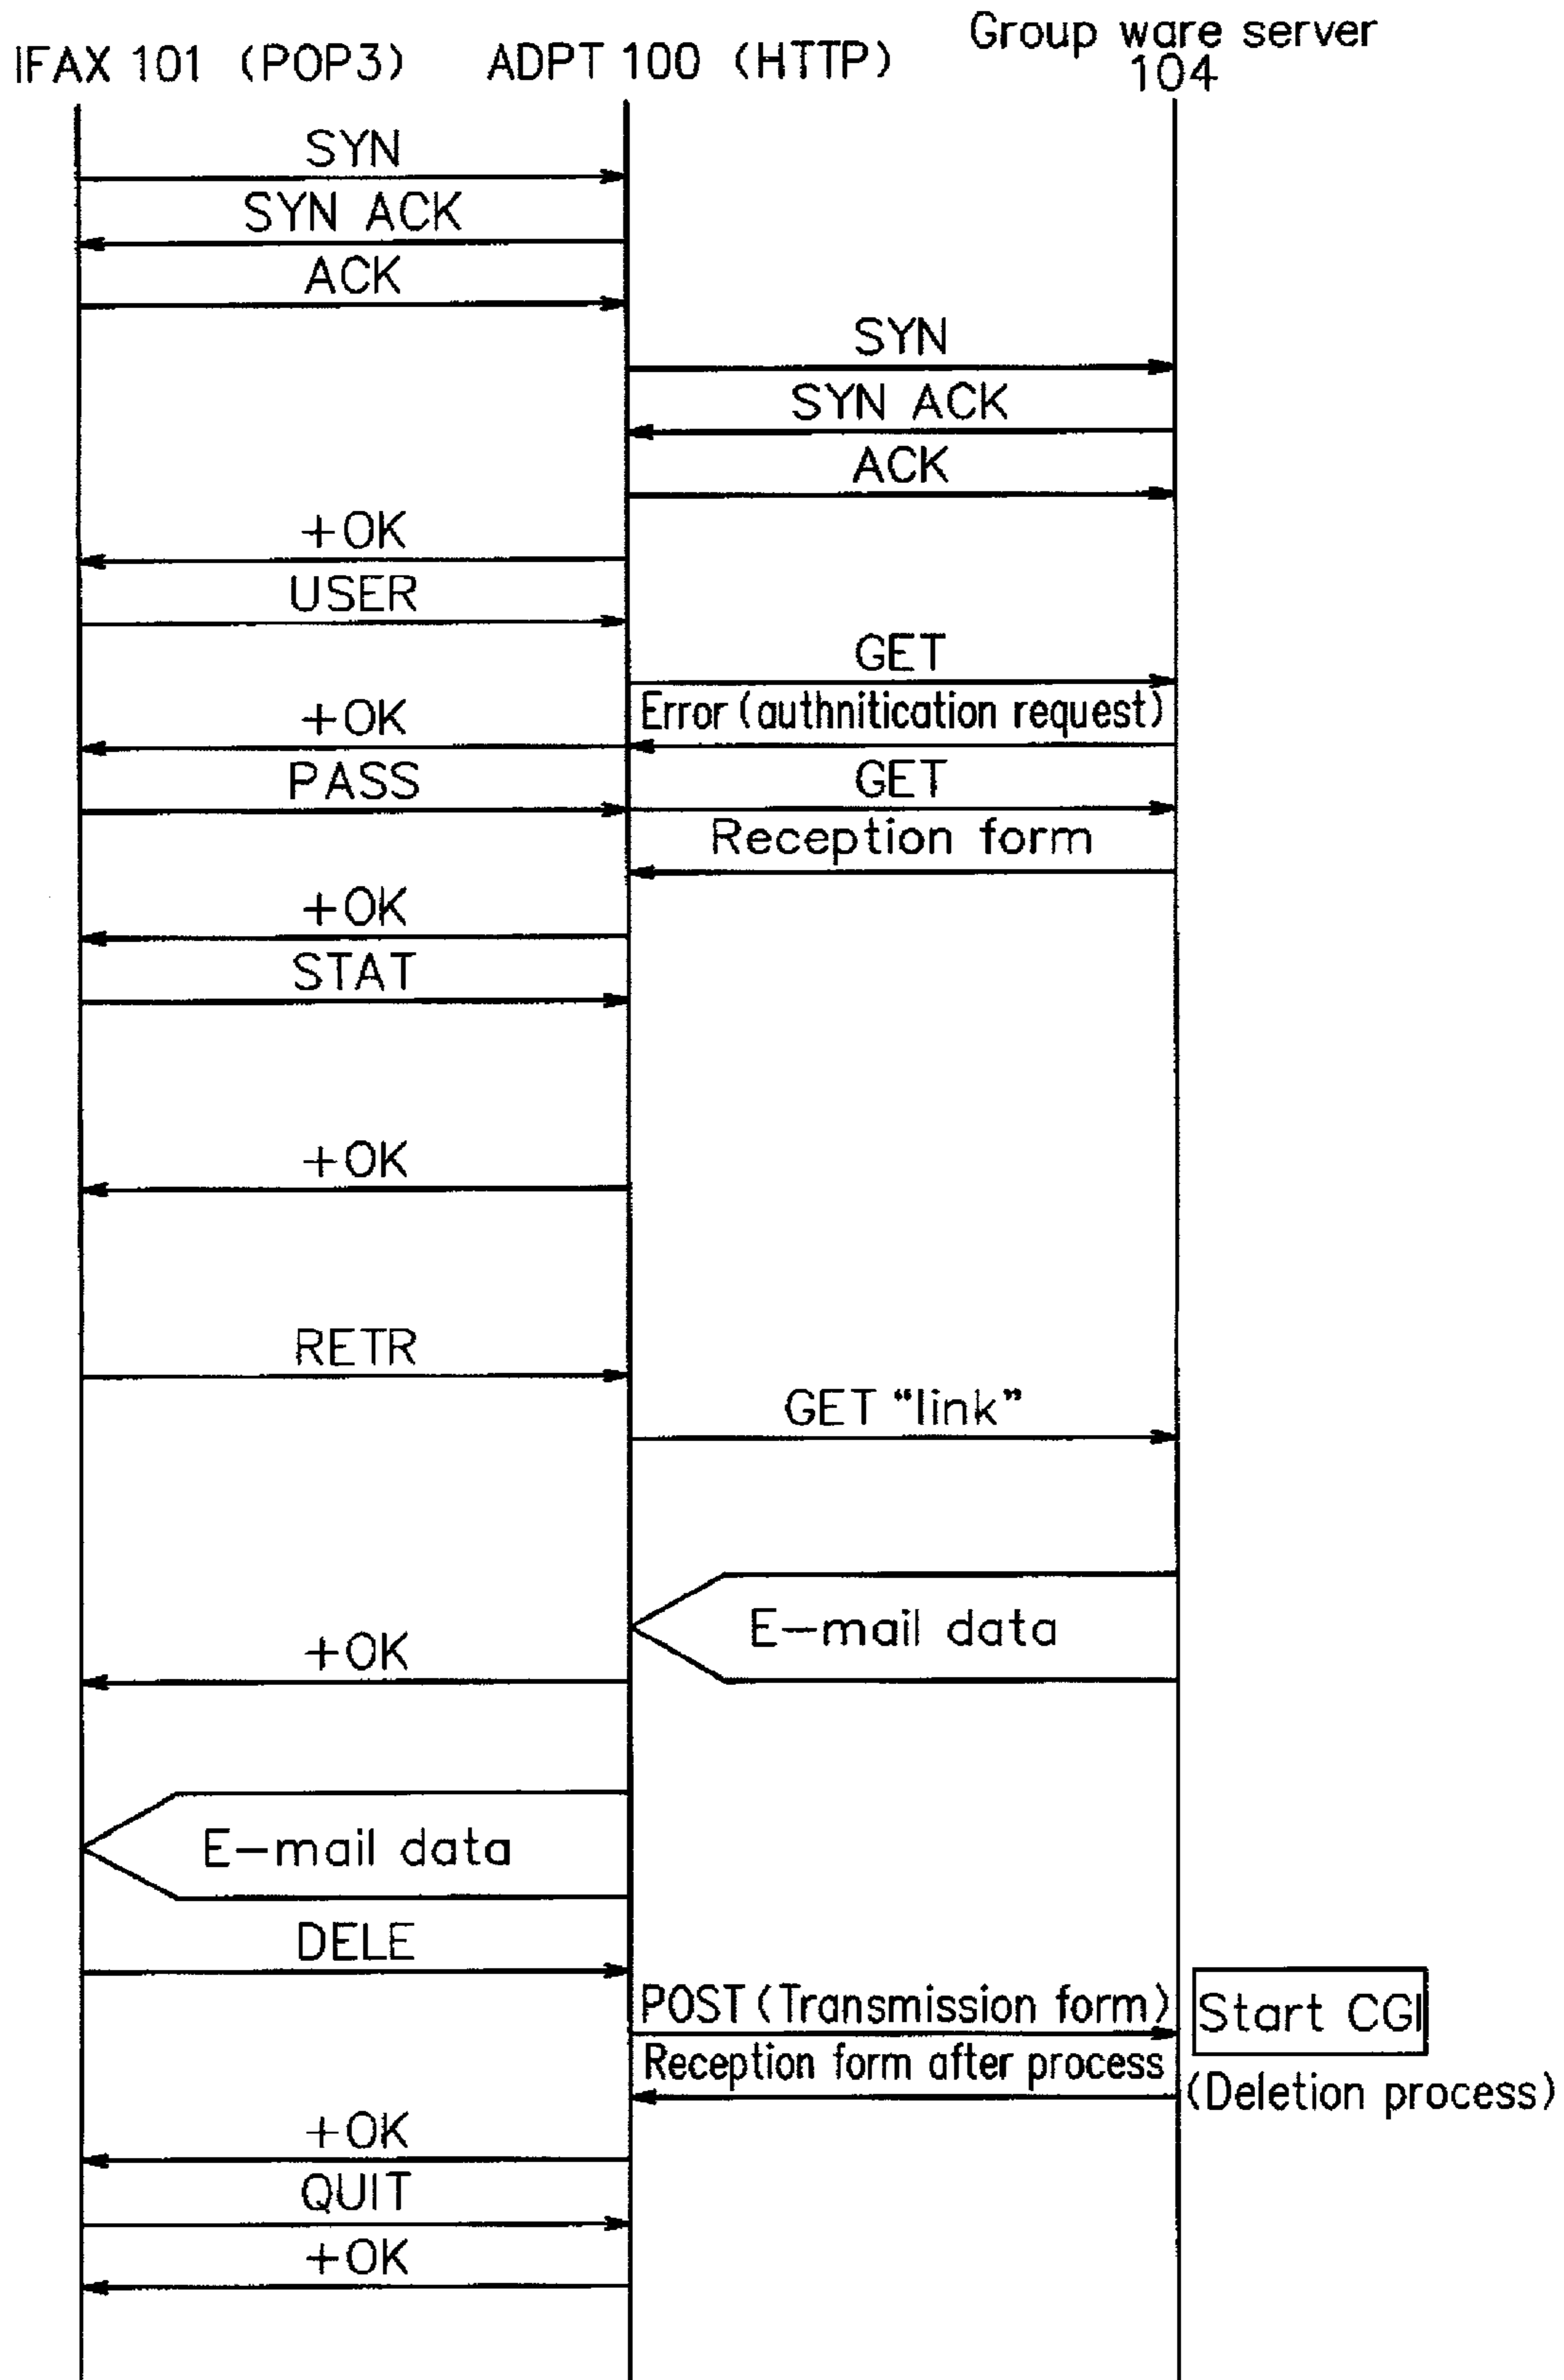 IFAX 101 (POP3)
ADPT 100 (HTTP)
Group ware server
104
SYN
SYN ACK
ACK
SYN
SYN ACK
ACK
+OK
USER
GET
Error (authnitication request)
+OK
PASS
GET
Reception form
+OK
STAT
+OK
RETR
GET “link”
E-mail data
+OK
E-mail data
DELE
POST (Transmission form)
Start CGI
Reception form after process
(Deletion process)
+OK
QUIT
+OK